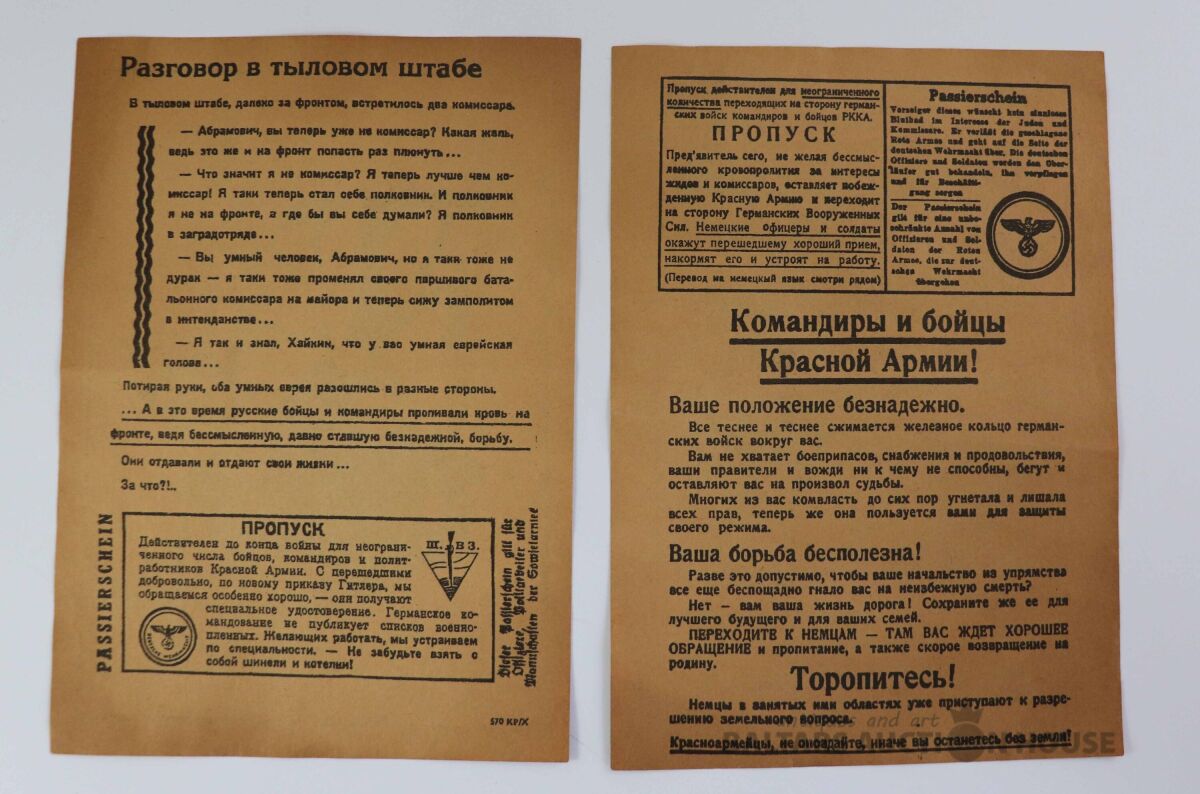 Разговор в тыловом штабе
В тыловом штабе, далеко за фронтом, встретилось два комиссара.
— Абрамович, вы теперь уже не комиссар? Какая жаль,
ведь это же и на фронт попасть раз плюнуть...
— Что значит я не комиссар? Я теперь лучше чем ко-
миссар! Я таки теперь стал себе полковник. И полковник
я не на фронте, а где бы вы себе думали? Я полковник
в заградотряде...
— Вы умный человек, Абрамович, но я таки тоже не
дурак — я таки тоже променял своего паршивого бата-
льонного комиссара на майора и теперь сижу замполитом
в интенданстве...
— Я так и знал, Хайкин, что у вас умная еврейская
голова...
Потирая руки, оба умных еврея разошлись в разные стороны.
... А в это время русские бойцы и командиры проливали кровь на
фронте, ведя бессмысленную, давно ставшую безнадежной, борьбу.
Они отдавали и отдают свои жизни...
За что?!..
PASSIERSCHEIN
ПРОПУСК
Действителен до конца войны для неограни-
ченного числа бойцов, командиров и полит-
работников Красной Армии. С перешедшими
добровольно, по новому приказу Гитлера, мы
обращаемся особенно хорошо, — они получают
специальное удостоверение. Германское ко-
мандование не публикует списков военно-
пленных. Желающих работать, мы устраиваем
по специальности. — Не забудьте взять с
собой шинели и котелки!
Ш. В З.
Dieser Passierschein gilt für
Offiziere, Politarbeiter und
Mannschaften der Sowjetarmee
570 KP/X
Пропуск действителен для неограниченного
количества переходящих на сторону герман-
ских войск командиров и бойцов РККА.
ПРОПУСК
Пред'явитель сего, не желая бессмыс-
ленного кровопролития за интересы
жидов и комиссаров, оставляет побеж-
денную Красную Армию и переходит
на сторону Германских Вооруженных
Сил. Немецкие офицеры и солдаты
окажут перешедшему хороший прием,
накормят его и устроят на работу.
(Перевод на немецкий язык смотри рядом)
Passierschein
Vorzeiger dieses wünscht kein sinnloses
Blutbad im Interesse der Juden und
Kommissare. Er verläßt die geschlagene
Rote Armee und geht auf die Seite der
deutschen Wehrmacht über. Die deutschen
Offiziere und Soldaten werden den Über-
läufer gut behandeln, ihn verpflegen
und für Beschäfti-
gung sorgen
Der Passierschein
gilt für eine unbe-
schränkte Anzahl von
Offizieren und Sol-
daten der Roten
Armee, die zur deut-
schen Wehrmacht
übergehen
Командиры и бойцы
Красной Армии!
Ваше положение безнадежно.
Все теснее и теснее сжимается железное кольцо герман-
ских войск вокруг вас.
Вам не хватает боеприпасов, снабжения и продовольствия,
ваши правители и вожди ни к чему не способны, бегут и
оставляют вас на произвол судьбы.
Многих из вас комвласть до сих пор угнетала и лишала
всех прав, теперь же она пользуется вами для защиты
своего режима.
Ваша борьба бесполезна!
Разве это допустимо, чтобы ваше начальство из упрямства
все еще беспощадно гнало вас на неизбежную смерть?
Нет – вам ваша жизнь дорога! Сохраните же ее для
лучшего будущего и для ваших семей.
ПЕРЕХОДИТЕ К НЕМЦАМ — ТАМ ВАС ЖДЕТ ХОРОШЕЕ
ОБРАЩЕНИЕ и пропитание, а также скорое возвращение на
родину.
Торопитесь!
Немцы в занятых ими областях уже приступают к разре-
шению земельного вопроса.
Красноармейцы, не опоздайте, иначе вы останетесь без земли!
and art
BALTARS AUCTION HOUSE